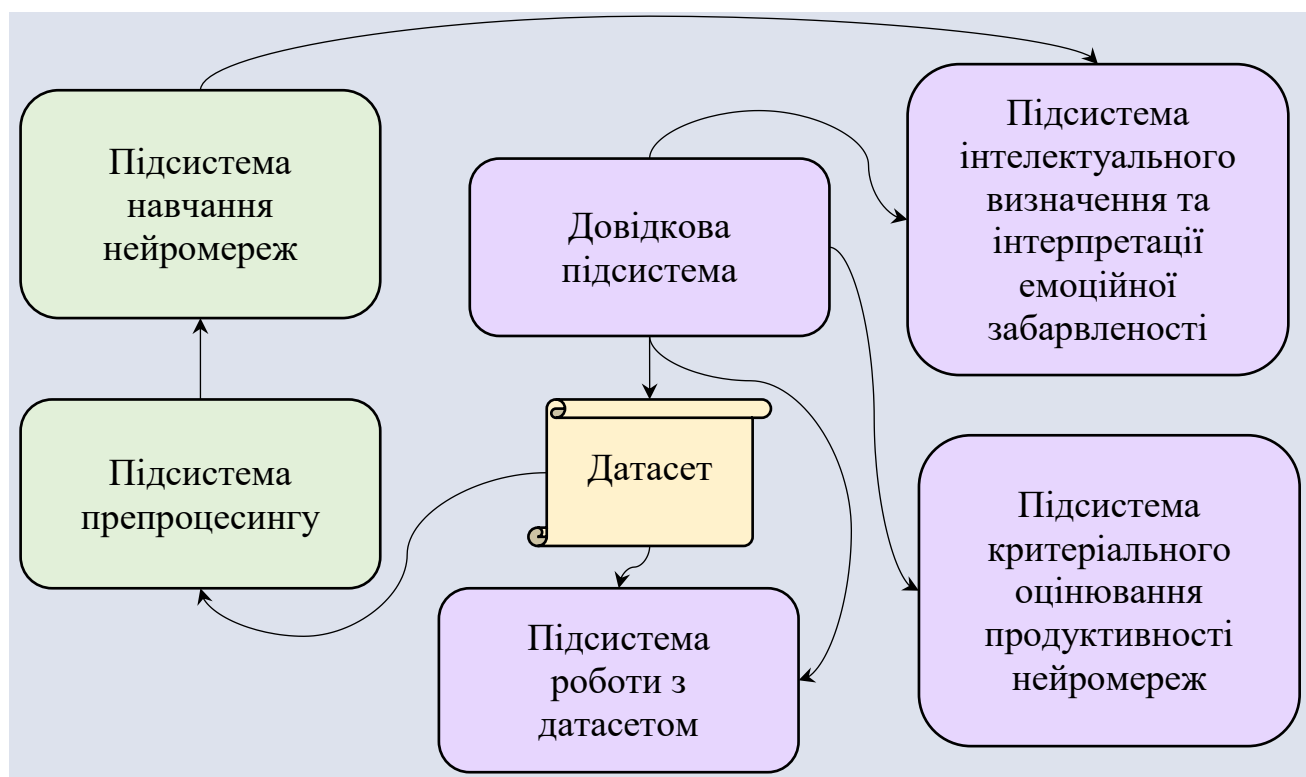 Підсистема
навчання
нейромереж
Довідкова
підсистема
Підсистема
інтелектуального
визначення та
інтерпретації
емоційної
забарвленості
Підсистема
препроцесингу
Датасет
Підсистема
критеріального
оцінювання
продуктивності
нейромереж
Підсистема
роботи з
датасетом